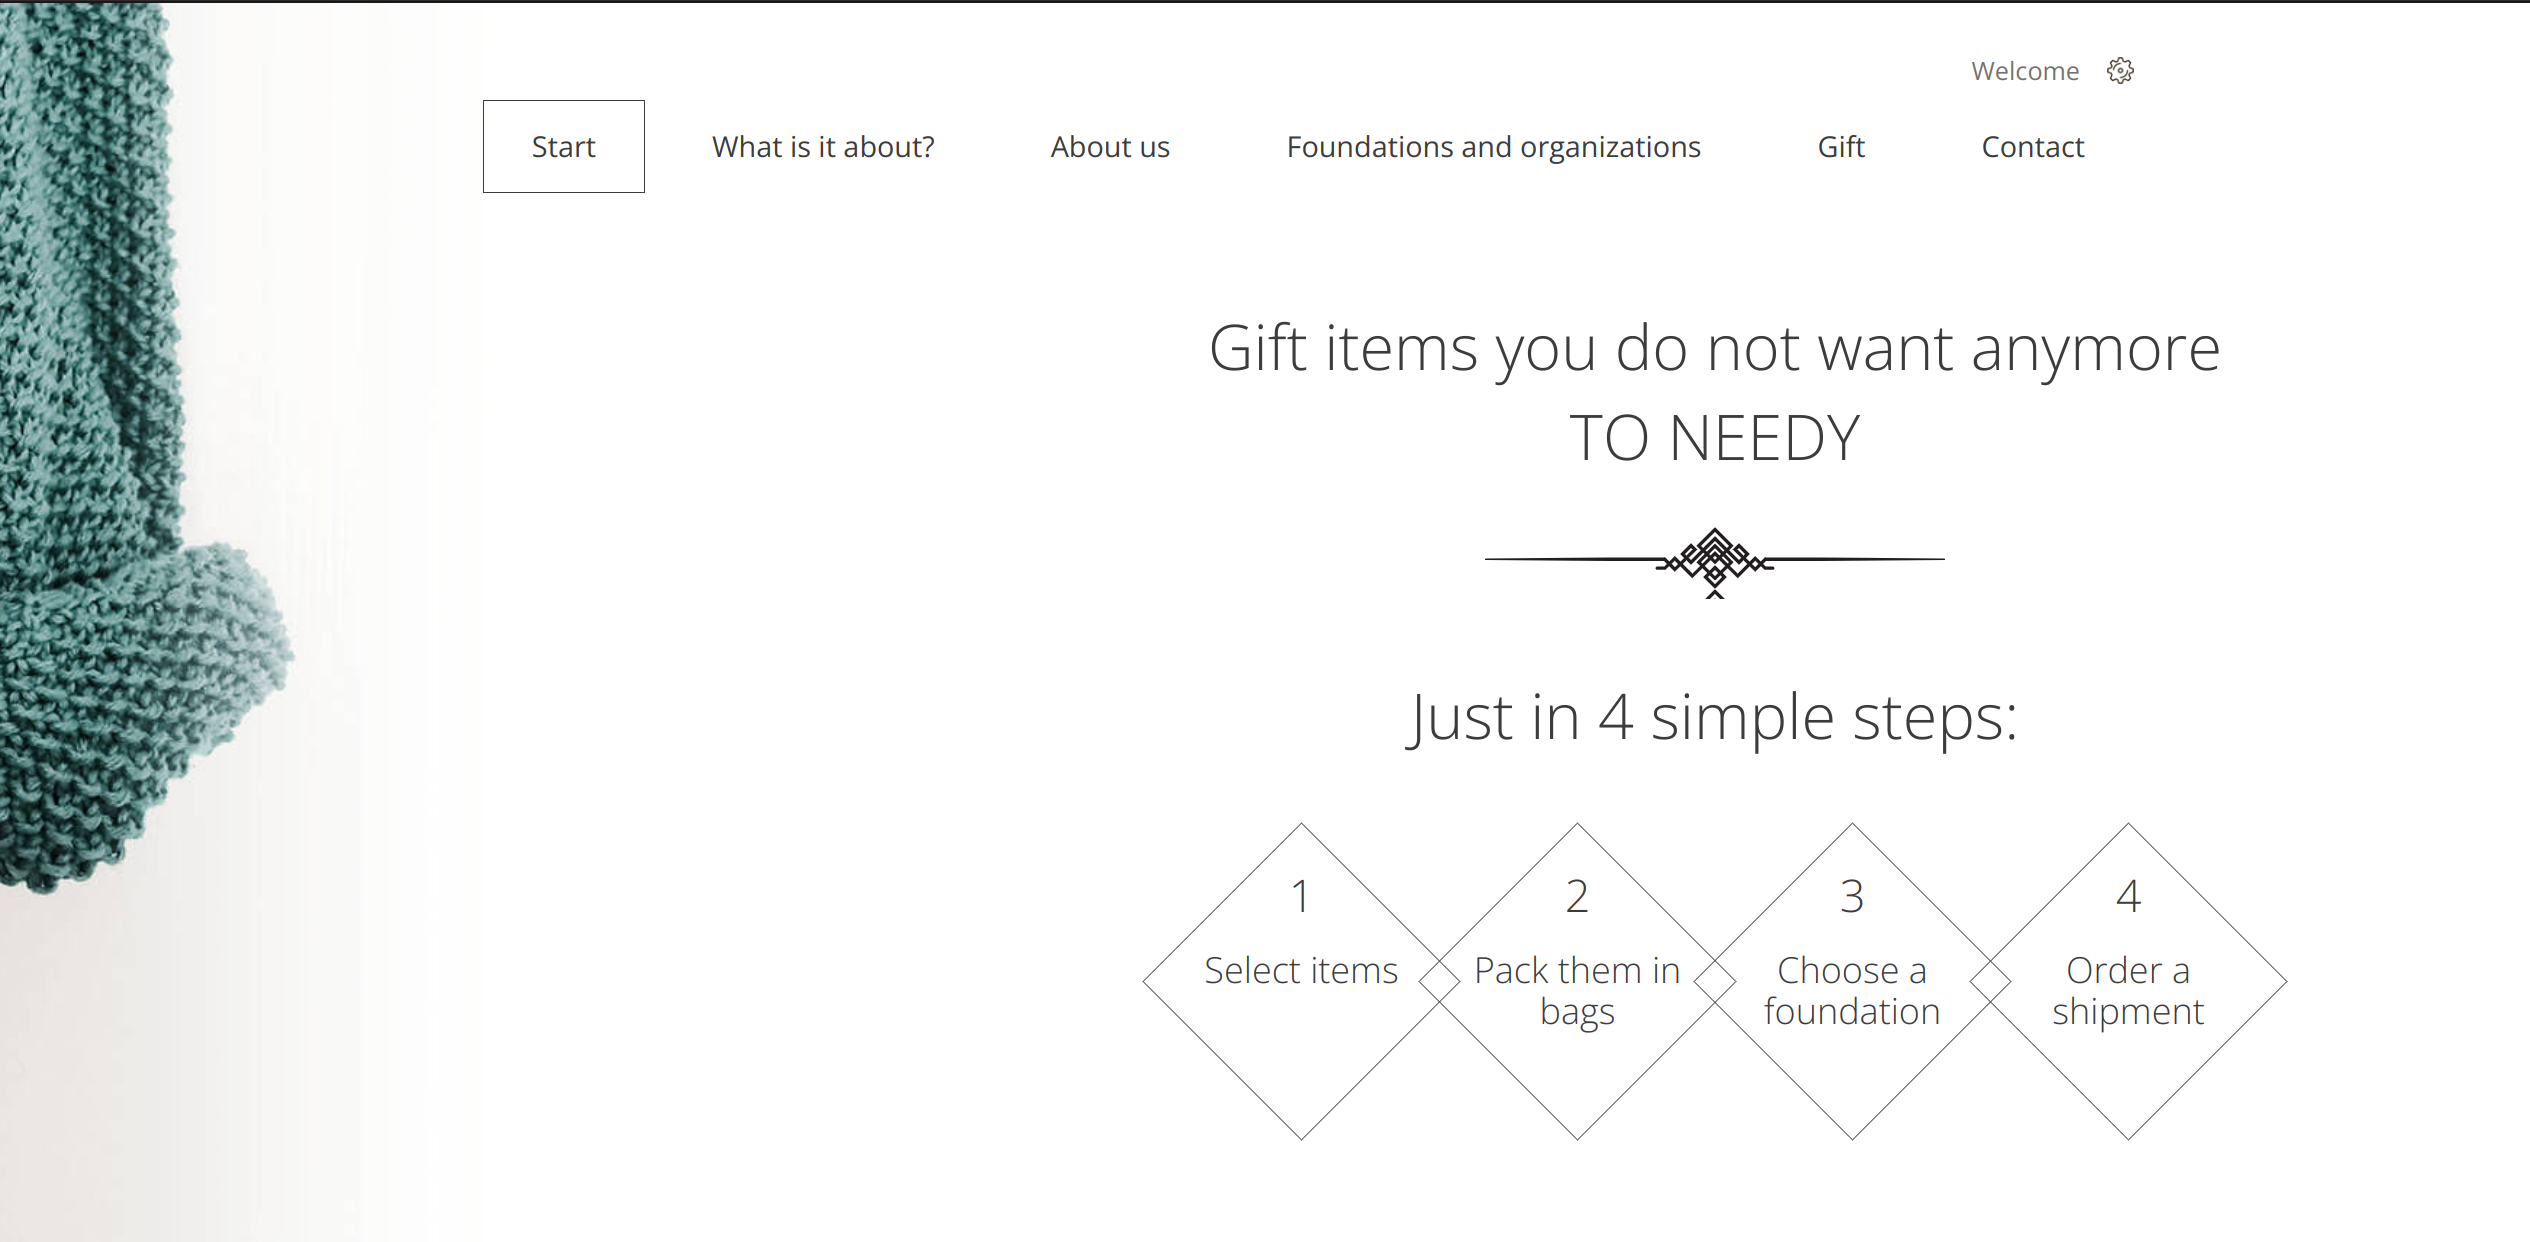 Welcome
Start
What is it about?
About us
Foundations and organizations
Gift
Contact
Gift items you do not want anymore
TO NEEDY
Just in 4 simple steps:
1
Select items
2
Pack them in
bags
3
Choose a
foundation
4
Order a
shipment